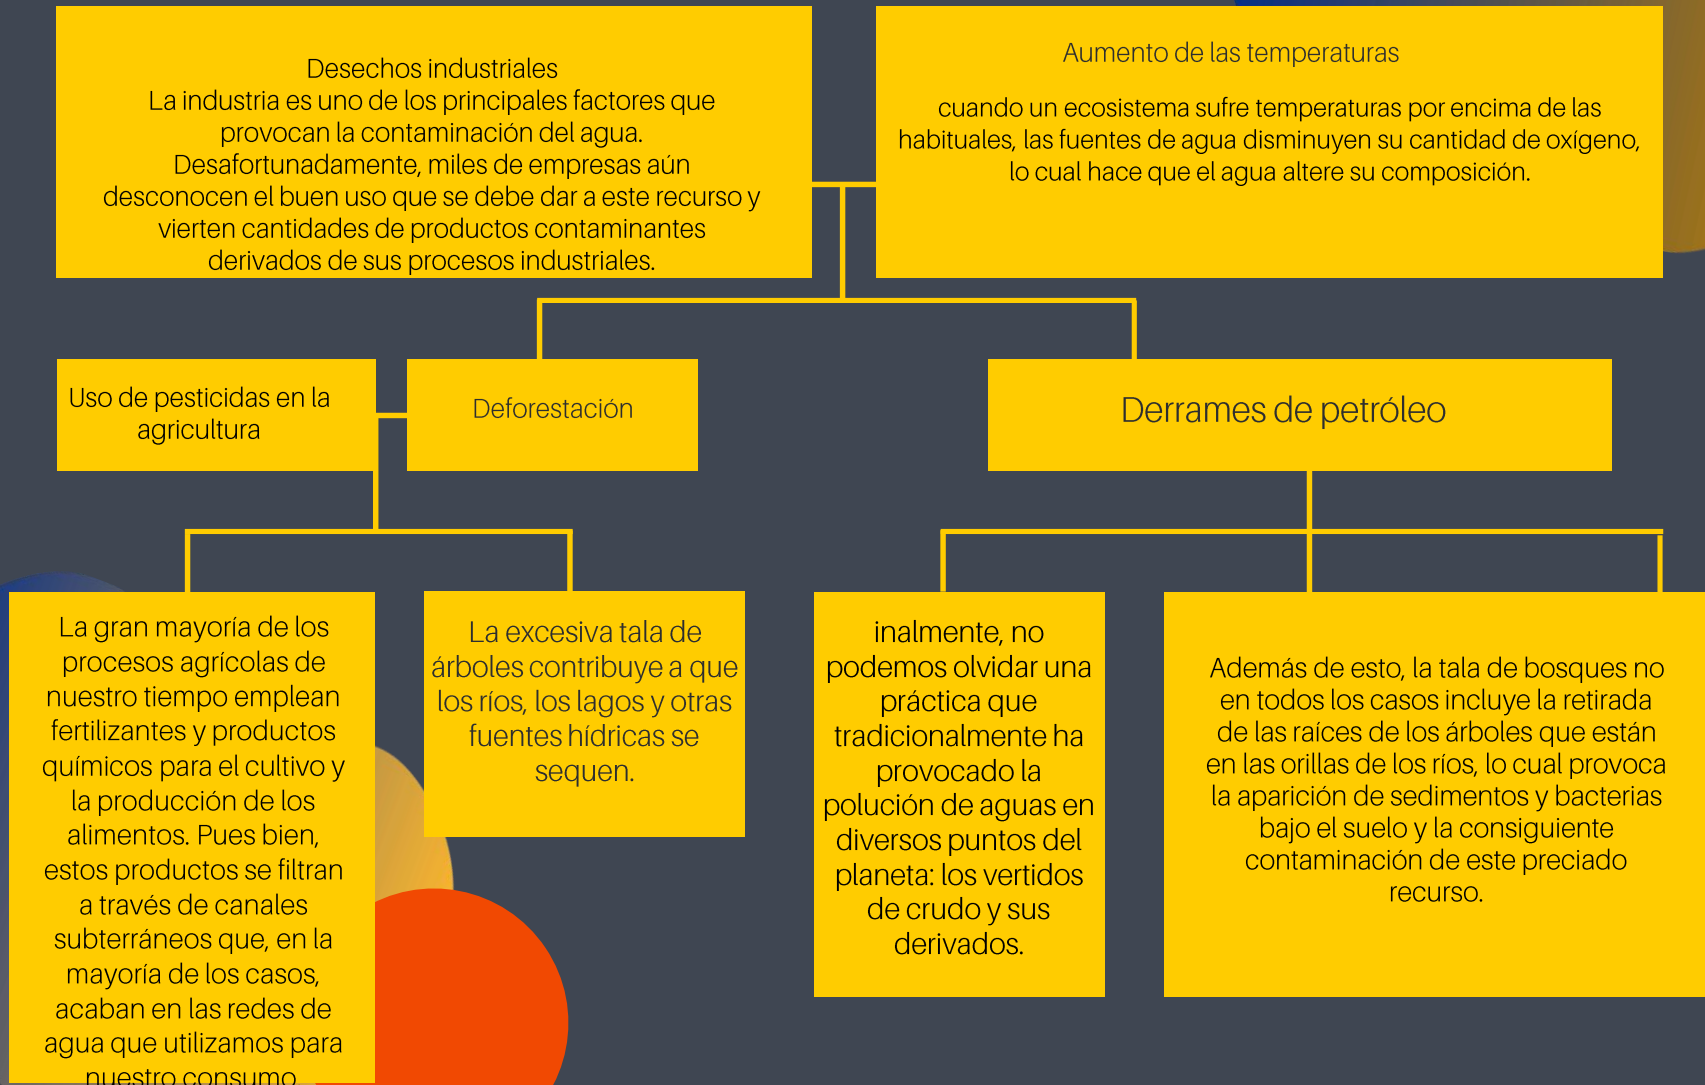 Desechos industriales
La industria es uno de los principales factores que
provocan la contaminación del agua.
Desafortunadamente, miles de empresas aún
desconocen el buen uso que se debe dar a este recurso y
vierten cantidades de productos contaminantes
derivados de sus procesos industriales.
Aumento de las temperaturas
cuando un ecosistema sufre temperaturas por encima de las
habituales, las fuentes de agua disminuyen su cantidad de oxígeno,
lo cual hace que el agua altere su composición.
Uso de pesticidas en la
agricultura
Deforestación
Derrames de petróleo
La gran mayoría de los
procesos agrícolas de
nuestro tiempo emplean
fertilizantes y productos
químicos para el cultivo y
la producción de los
alimentos. Pues bien,
estos productos se filtran
a través de canales
subterráneos que, en la
mayoría de los casos,
acaban en las redes de
agua que utilizamos para
nuestro consumo
La excesiva tala de
árboles contribuye a que
los ríos, los lagos y otras
fuentes hídricas se
sequen.
inalmente, no
podemos olvidar una
práctica que
tradicionalmente ha
provocado la
polución de aguas en
diversos puntos del
planeta: los vertidos
de crudo y sus
derivados.
Además de esto, la tala de bosques no
en todos los casos incluye la retirada
de las raíces de los árboles que están
en las orillas de los ríos, lo cual provoca
la aparición de sedimentos y bacterias
bajo el suelo y la consiguiente
contaminación de este preciado
recurso.